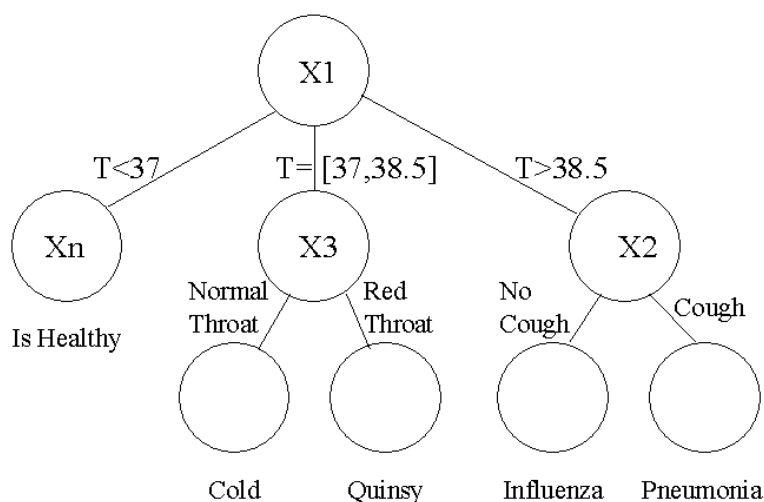 X1
T<37
T= [37,38.5]
T>38.5
Xn
X3
X2
Normal
Throat
Red
Throat
No
Cough
Cough
Is Healthy
Cold
Quinsy
Influenza
Pneumonia